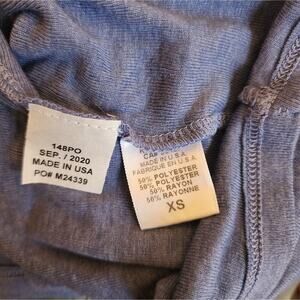 148PO
SEP. / 2020
MADE IN USA
PO# M24339
MADE IN U.S.A.
FABRIQUE EN U.S.A.
50% POLYESTER
50% POLYESTER
50% RAYON
50% RAYONNE
XS